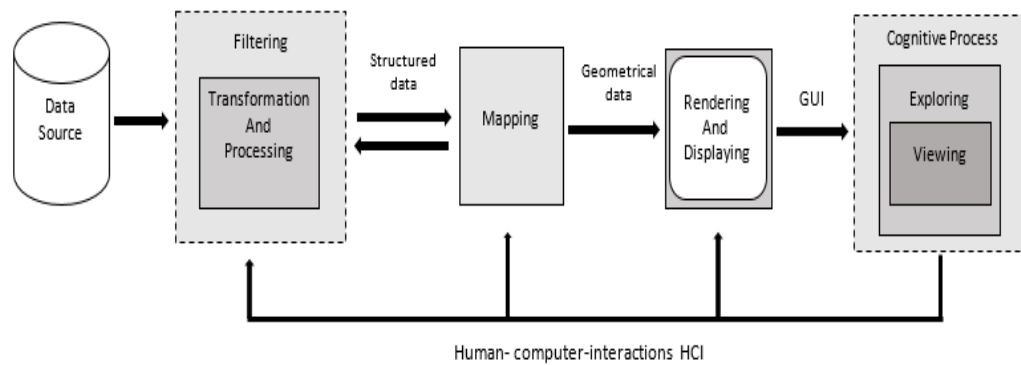 Data
Source
Filtering
Transformation
And
Processing
Structured
data
Mapping
Geometrical
data
Rendering
And
Displaying
GUI
Cognitive Process
Exploring
Viewing
Human- computer-interactions HCI